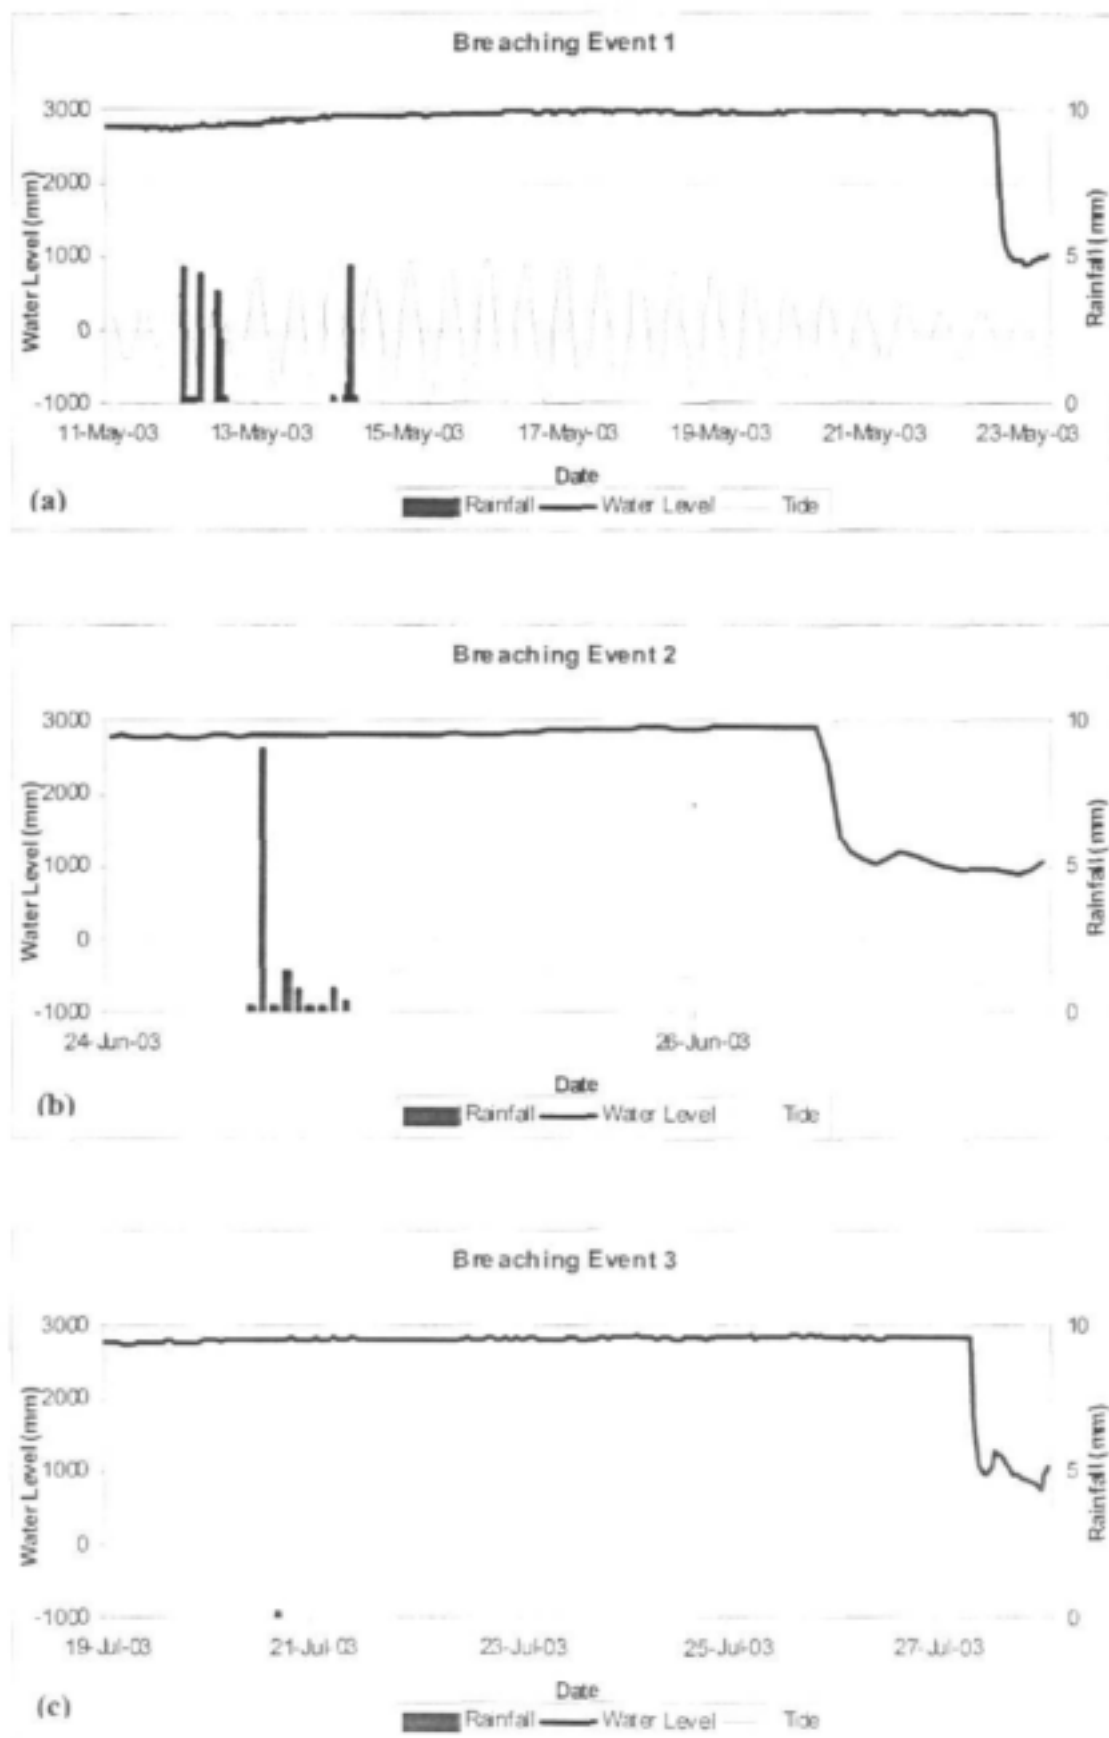 Breaching Event 1
3000
2000
1000
0
-1000
Water Level (mm)
10
5
0
Rainfall (mm)
11-May-03 13-May-03 15-May-03 17-May-03 19-May-03 21-May-03 23-May-03
Date
(a)
Rainfall Water Level Tide
Breaching Event 2
3000
2000
1000
0
-1000
Water Level (mm)
10
5
0
Rainfall (mm)
24-Jun-03 26-Jun-03
Date
(b)
Rainfall Water Level Tide
Breaching Event 3
3000
2000
1000
0
-1000
Water Level (mm)
10
5
0
Rainfall (mm)
19-Jul-03 21-Jul-03 23-Jul-03 25-Jul-03 27-Jul-03
Date
(c)
Rainfall Water Level Tide